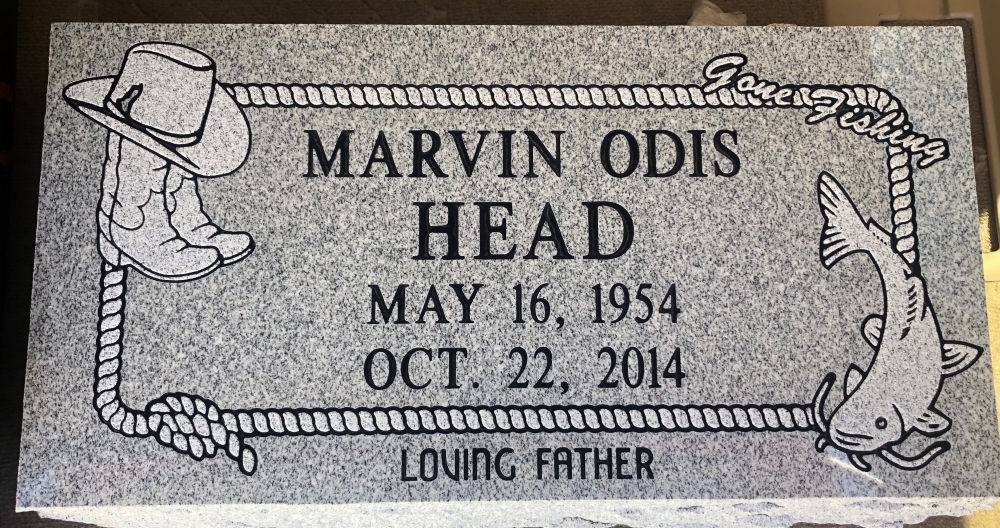 Gone Fishing
MARVIN ODIS
HEAD
MAY 16, 1954
OCT. 22, 2014
LOVING FATHER